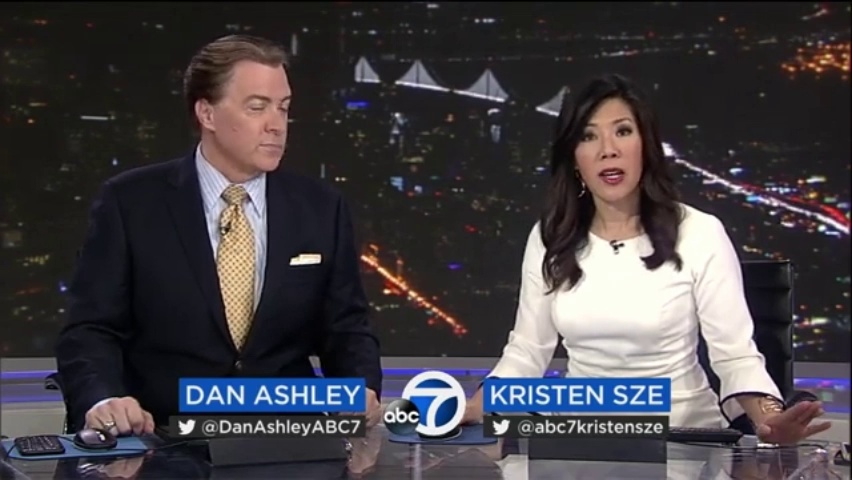 DAN ASHLEY
@DanAshleyABC7
abc 7
KRISTEN SZE
@abc7kristensze